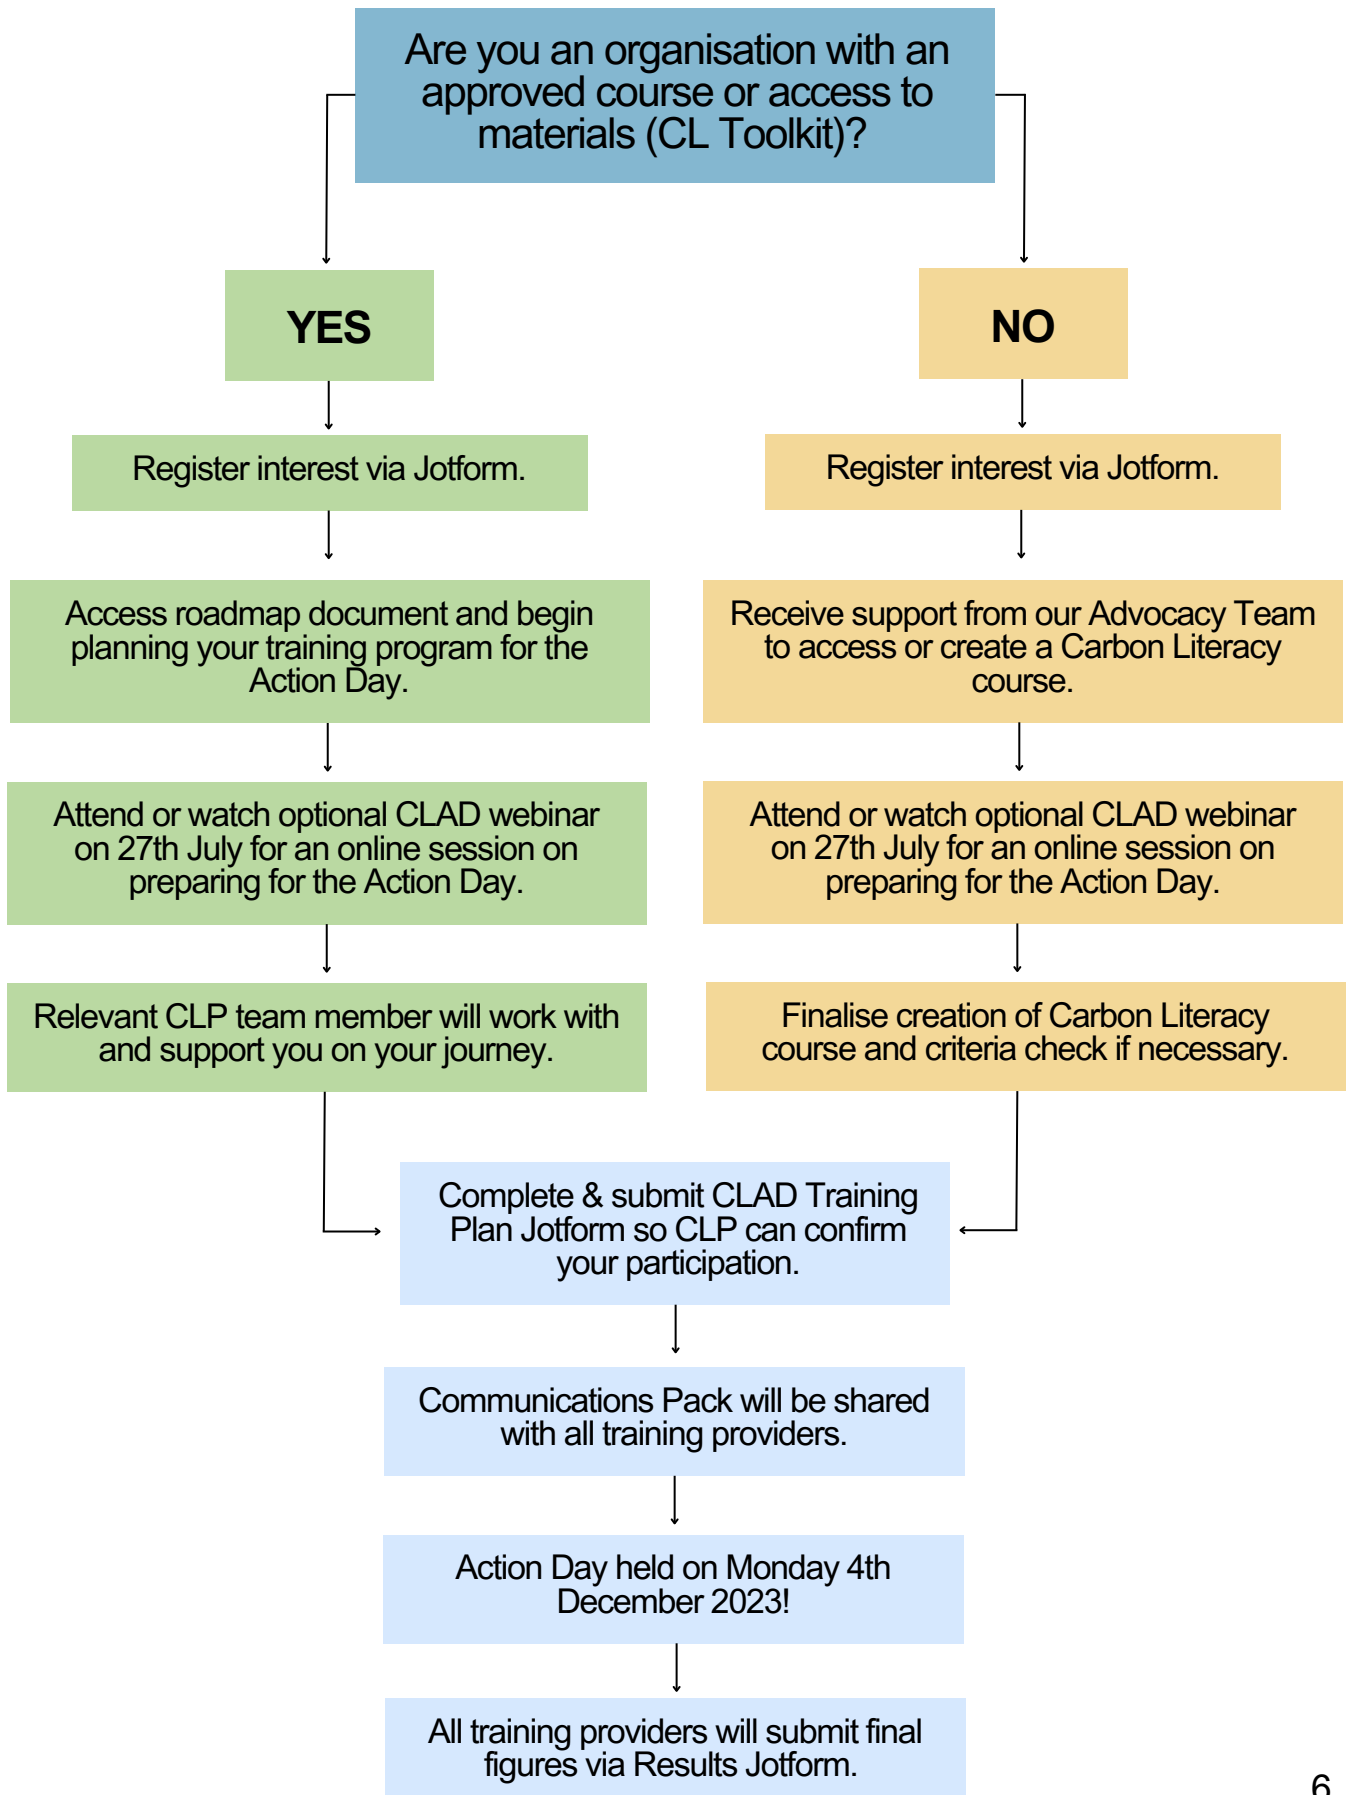 Are you an organisation with an
approved course or access to
materials (CL Toolkit)?
YES
NO
Register interest via Jotform.
Register interest via Jotform.
Access roadmap document and begin
planning your training program for the
Action Day.
Receive support from our Advocacy Team
to access or create a Carbon Literacy
course.
Attend or watch optional CLAD webinar
on 27th July for an online session on
preparing for the Action Day.
Attend or watch optional CLAD webinar
on 27th July for an online session on
preparing for the Action Day.
Relevant CLP team member will work with
and support you on your journey.
Finalise creation of Carbon Literacy
course and criteria check if necessary.
Complete & submit CLAD Training
Plan Jotform so CLP can confirm
your participation.
Communications Pack will be shared
with all training providers.
Action Day held on Monday 4th
December 2023!
All training providers will submit final
figures via Results Jotform.
6